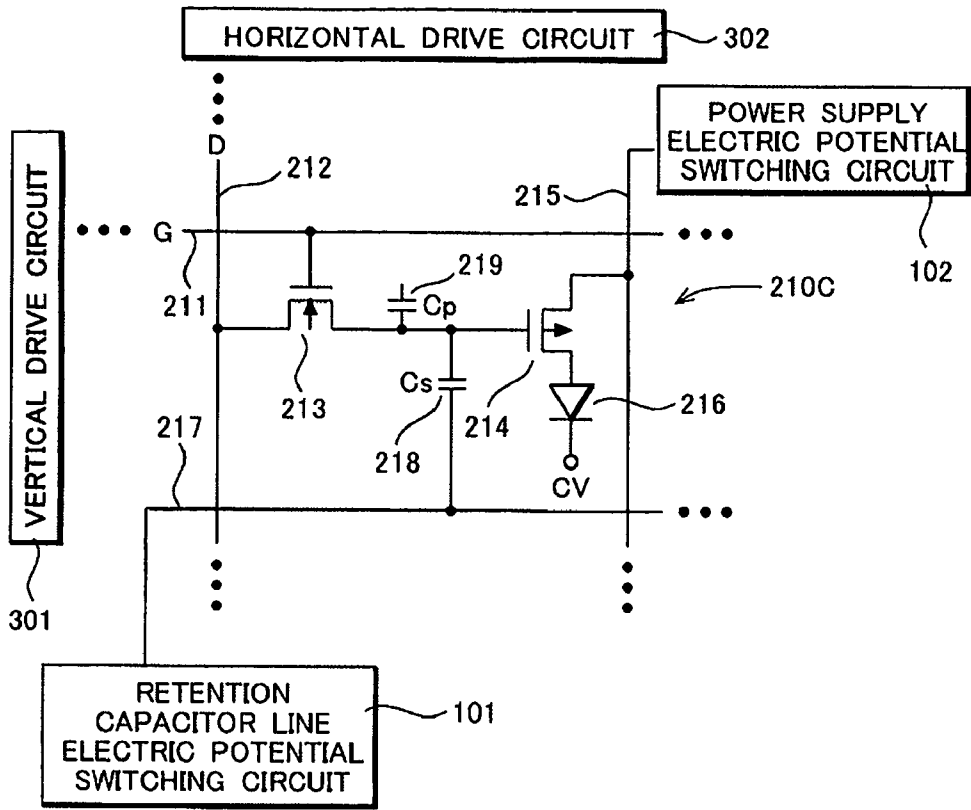 HORIZONTAL DRIVE CIRCUIT
302
POWER SUPPLY
ELECTRIC POTENTIAL
SWITCHING CIRCUIT
D
212
215
VERTICAL DRIVE CIRCUIT
G
102
211
219
210C
Cp
213
Cs
214
216
217
218
CV
301
RETENTION
CAPACITOR LINE
ELECTRIC POTENTIAL
SWITCHING CIRCUIT
101